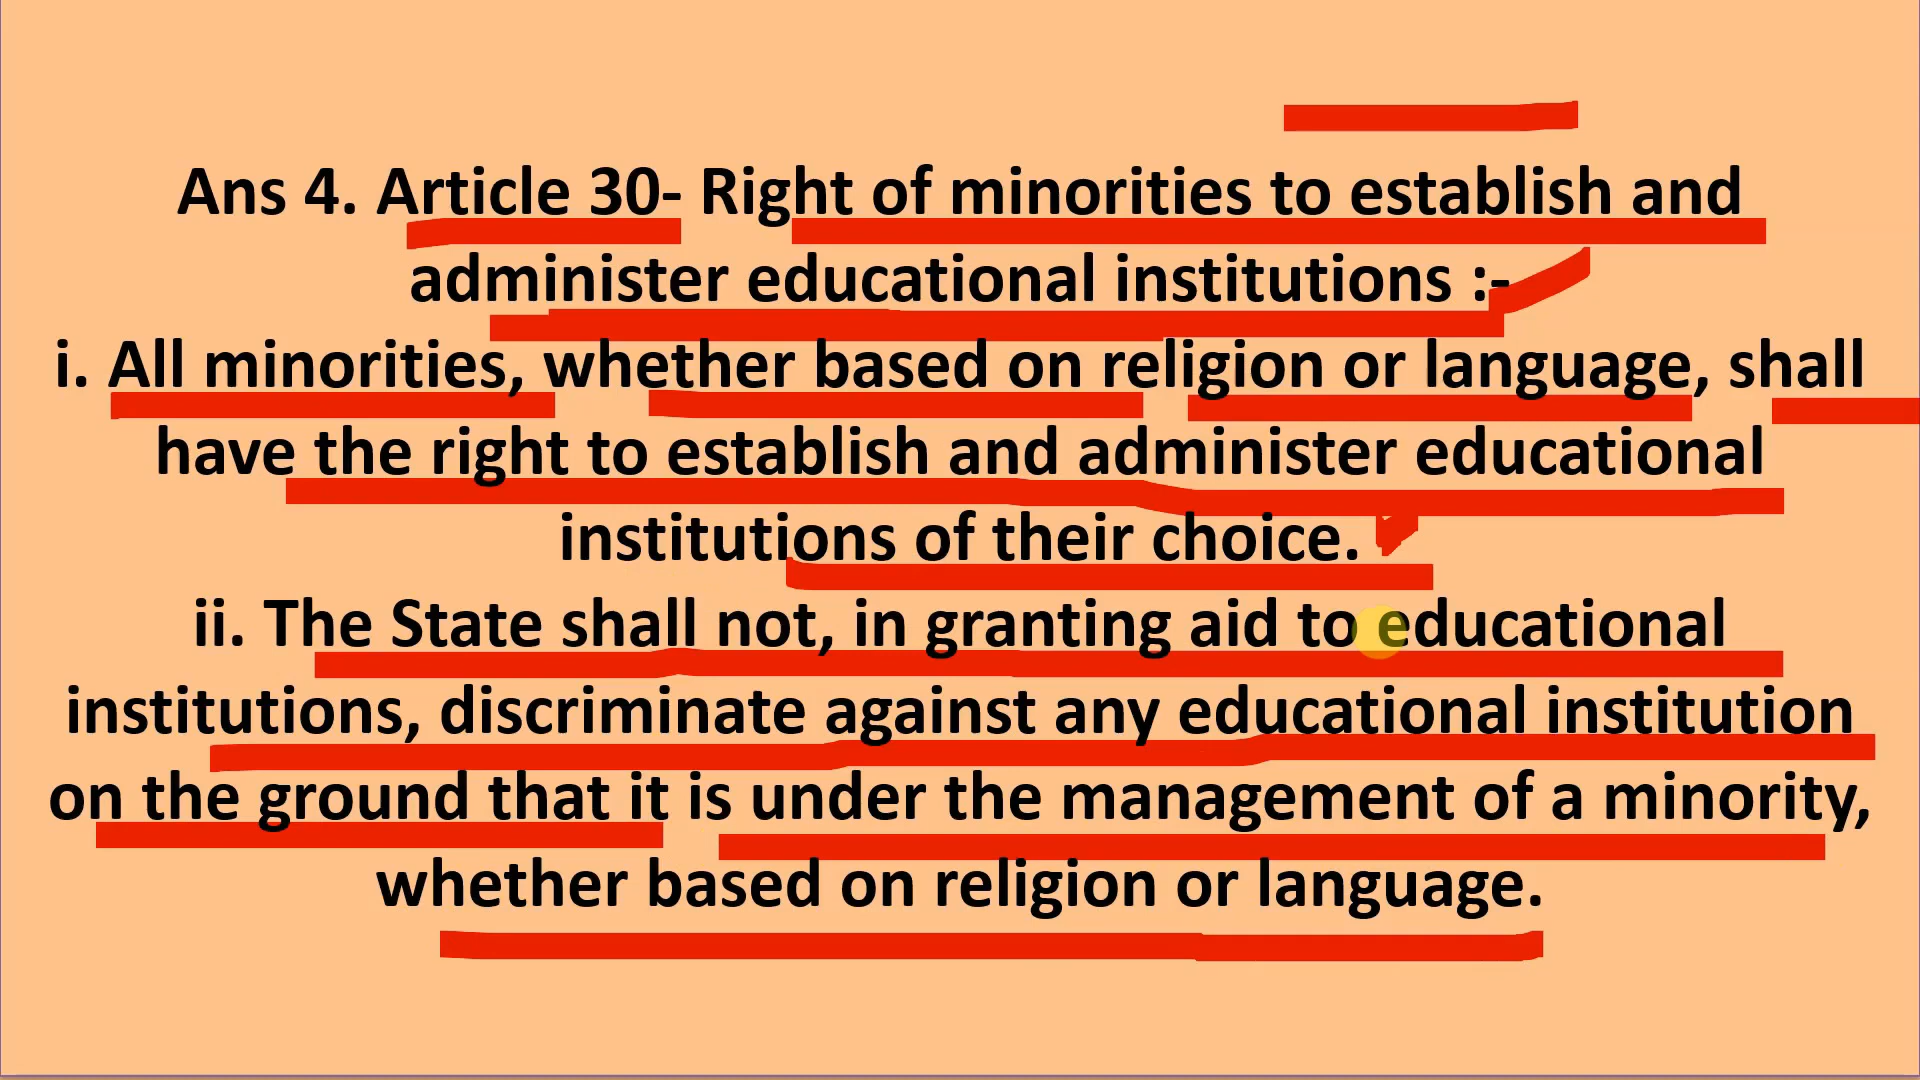 Ans 4. Article 30- Right of minorities to establish and
administer educational institutions :-
i. All minorities, whether based on religion or language, shall
have the right to establish and administer educational
institutions of their choice.
ii. The State shall not, in granting aid to educational
institutions, discriminate against any educational institution
on the ground that it is under the management of a minority,
whether based on religion or language.